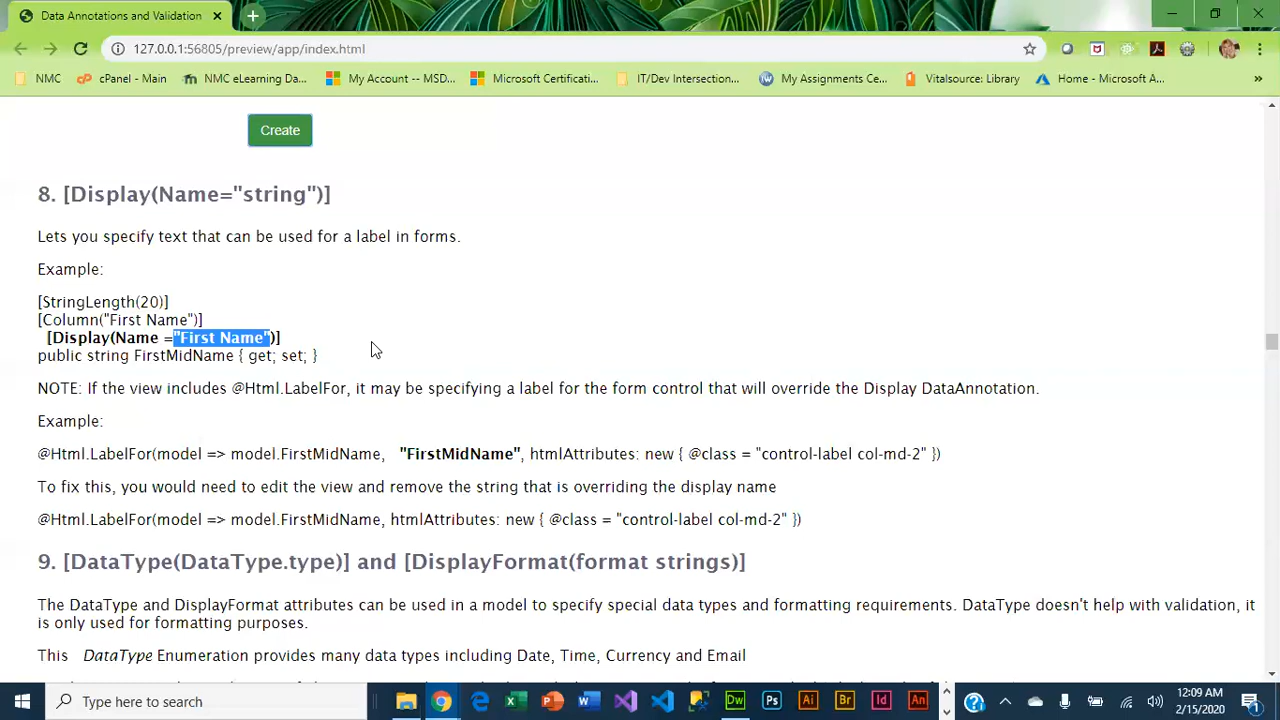 Data Annotations and Validation
127.0.0.1:56805/preview/app/index.html
NMC
cPanel - Main
NMC eLearning Da...
My Account -- MSD...
Microsoft Certificati...
IT/Dev Intersection...
My Assignments Ce...
Vitalsource: Library
Home - Microsoft A...
Create
8. [Display(Name="string")]
Lets you specify text that can be used for a label in forms.
Example:
[StringLength(20)]
[Column("First Name")]
[Display(Name ="First Name")]
public string FirstMidName { get; set; }
NOTE: If the view includes @Html.LabelFor, it may be specifying a label for the form control that will override the Display DataAnnotation.
Example:
@Html.LabelFor(model => model.FirstMidName, "FirstMidName", htmlAttributes: new { @class = "control-label col-md-2" })
To fix this, you would need to edit the view and remove the string that is overriding the display name
@Html.LabelFor(model => model.FirstMidName, htmlAttributes: new { @class = "control-label col-md-2" })
9. [DataType(DataType.type)] and [DisplayFormat(format strings)]
The DataType and DisplayFormat attributes can be used in a model to specify special data types and formatting requirements. DataType doesn't help with validation, it
is only used for formatting purposes.
This DataType Enumeration provides many data types including Date, Time, Currency and Email
Type here to search
Dw
Ps
Ai
Br
Id
An
12:09 AM
2/15/2020